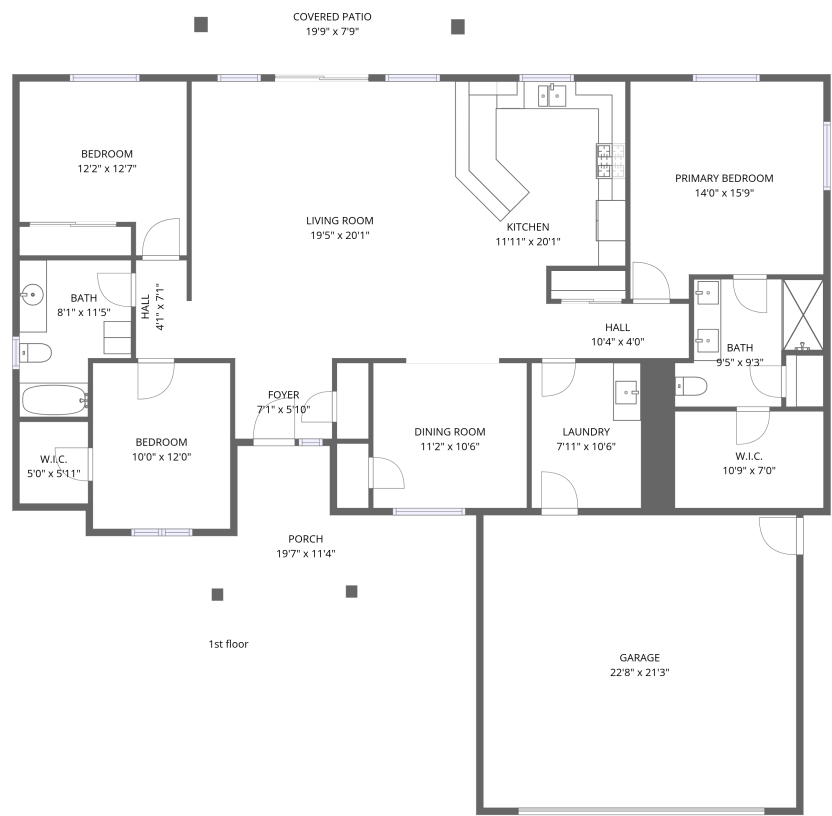 COVERED PATIO
19'9" x 7'9"
BEDROOM
12'2" x 12'7"
PRIMARY BEDROOM
14'0" x 15'9"
LIVING ROOM
19'5" x 20'1"
KITCHEN
11'11" x 20'1"
BATH
8'1" x 11'5"
HALL
4'1" x 7'1"
HALL
10'4" x 4'0"
BATH
9'5" x 9'3"
FOYER
7'1" x 5'10"
BEDROOM
10'0" x 12'0"
DINING ROOM
11'2" x 10'6"
LAUNDRY
7'11" x 10'6"
W.I.C.
5'0" x 5'11"
W.I.C.
10'9" x 7'0"
PORCH
19'7" x 11'4"
1st floor
GARAGE
22'8" x 21'3"